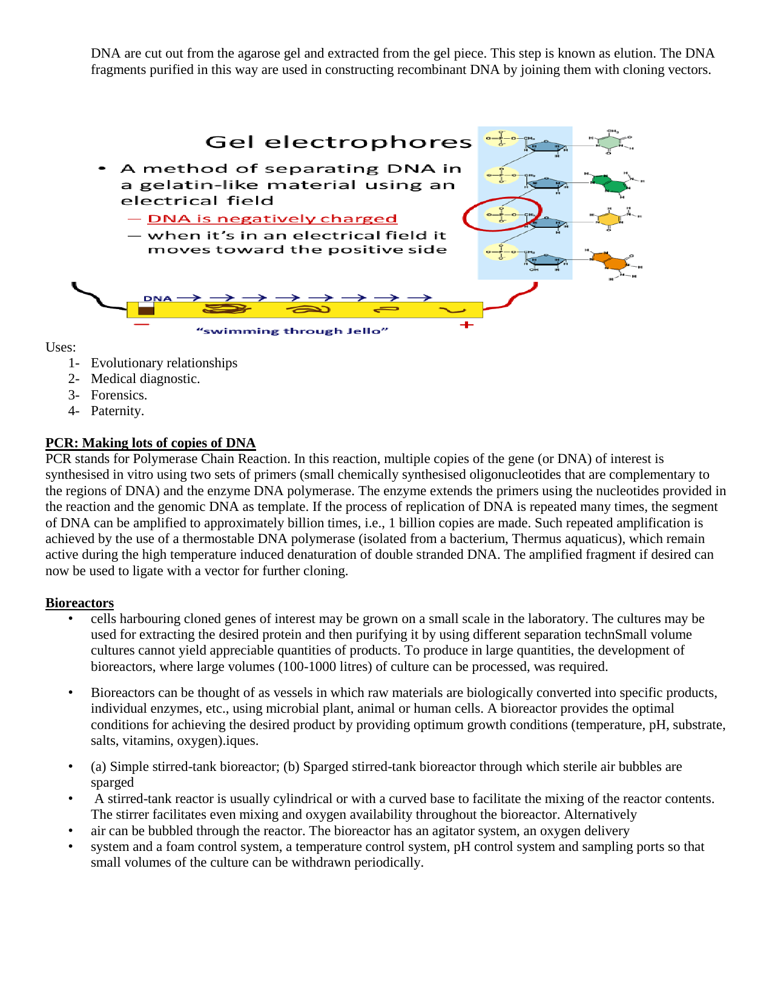 DNA are cut out from the agarose gel and extracted from the gel piece. This step is known as elution. The DNA
fragments purified in this way are used in constructing recombinant DNA by joining them with cloning vectors.
Gel electrophores
• A method of separating DNA in
a gelatin-like material using an
electrical field
— DNA is negatively charged
— when it’s in an electrical field it
moves toward the positive side
DNA
− +
“swimming through Jello”
Uses:
1- Evolutionary relationships
2- Medical diagnostic.
3- Forensics.
4- Paternity.
PCR: Making lots of copies of DNA
PCR stands for Polymerase Chain Reaction. In this reaction, multiple copies of the gene (or DNA) of interest is
synthesised in vitro using two sets of primers (small chemically synthesised oligonucleotides that are complementary to
the regions of DNA) and the enzyme DNA polymerase. The enzyme extends the primers using the nucleotides provided in
the reaction and the genomic DNA as template. If the process of replication of DNA is repeated many times, the segment
of DNA can be amplified to approximately billion times, i.e., 1 billion copies are made. Such repeated amplification is
achieved by the use of a thermostable DNA polymerase (isolated from a bacterium, Thermus aquaticus), which remain
active during the high temperature induced denaturation of double stranded DNA. The amplified fragment if desired can
now be used to ligate with a vector for further cloning.
Bioreactors
• cells harbouring cloned genes of interest may be grown on a small scale in the laboratory. The cultures may be
used for extracting the desired protein and then purifying it by using different separation technSmall volume
cultures cannot yield appreciable quantities of products. To produce in large quantities, the development of
bioreactors, where large volumes (100-1000 litres) of culture can be processed, was required.
• Bioreactors can be thought of as vessels in which raw materials are biologically converted into specific products,
individual enzymes, etc., using microbial plant, animal or human cells. A bioreactor provides the optimal
conditions for achieving the desired product by providing optimum growth conditions (temperature, pH, substrate,
salts, vitamins, oxygen).iques.
• (a) Simple stirred-tank bioreactor; (b) Sparged stirred-tank bioreactor through which sterile air bubbles are
sparged
• A stirred-tank reactor is usually cylindrical or with a curved base to facilitate the mixing of the reactor contents.
The stirrer facilitates even mixing and oxygen availability throughout the bioreactor. Alternatively
• air can be bubbled through the reactor. The bioreactor has an agitator system, an oxygen delivery
• system and a foam control system, a temperature control system, pH control system and sampling ports so that
small volumes of the culture can be withdrawn periodically.